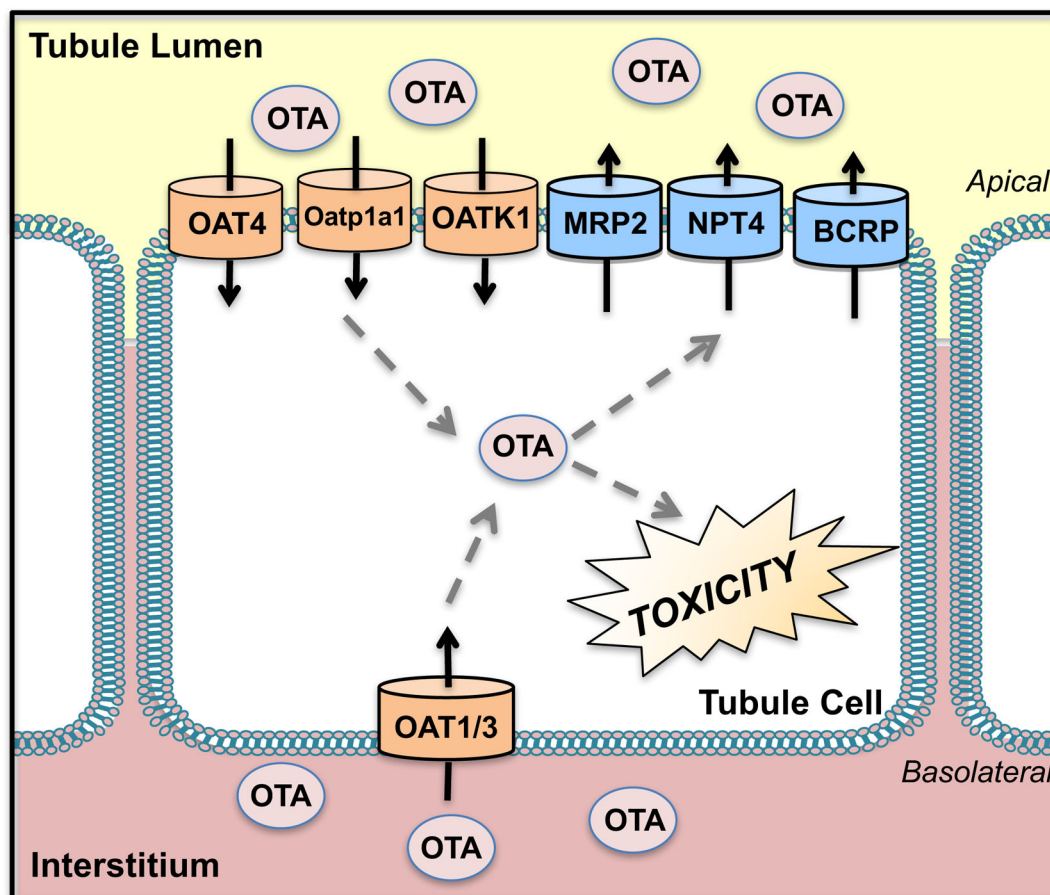 Tubule Lumen
OTA
OTA
OTA
OTA
Apical
OAT4
Oatp1a1
OATK1
MRP2
NPT4
BCRP
OTA
TOXICITY
Tubule Cell
OAT1/3
Basolateral
OTA
OTA
OTA
Interstitium